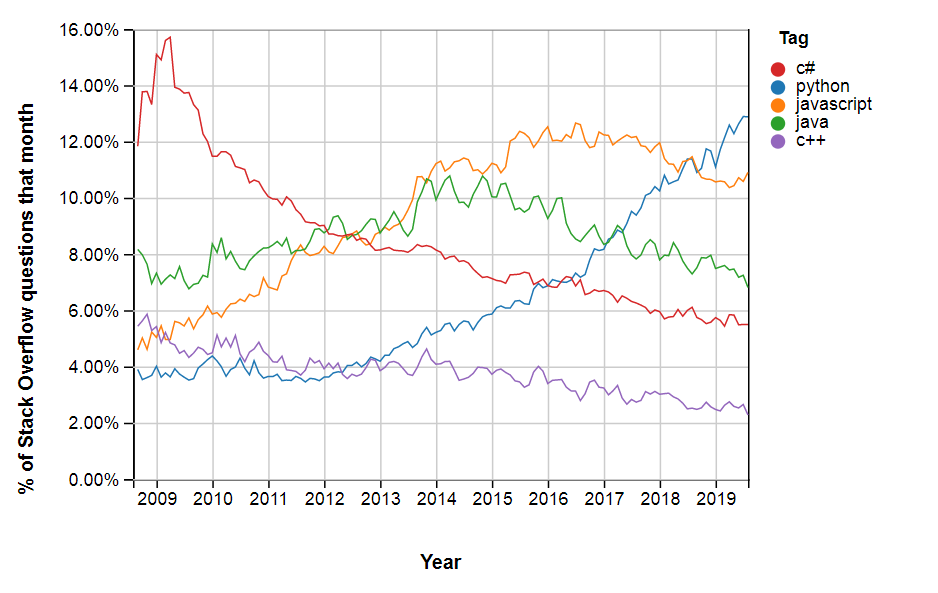 % of Stack Overflow questions that month
16.00%
14.00%
12.00%
10.00%
8.00%
6.00%
4.00%
2.00%
0.00%
2009 2010 2011 2012 2013 2014 2015 2016 2017 2018 2019
Year
Tag
c#
python
javascript
java
c++